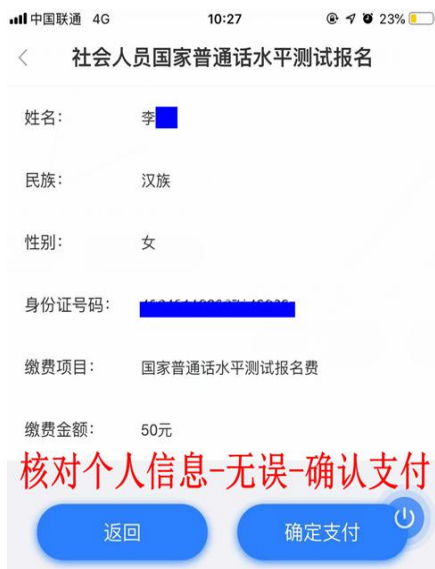 中国联通 4G 10:27 23%
社会人员国家普通话水平测试报名
姓名: 李
民族: 汉族
性别: 女
身份证号码:
缴费项目: 国家普通话水平测试报名费
缴费金额: 50元
核对个人信息-无误-确认支付
返回 确定支付